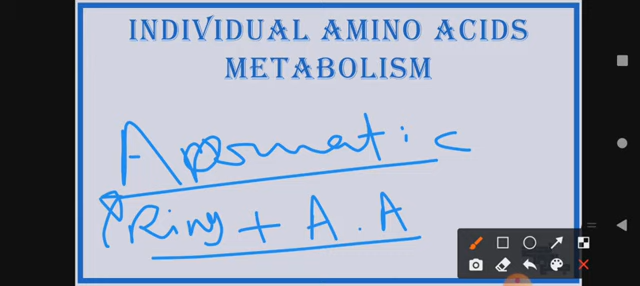 INDIVIDUAL AMINO ACIDS
METABOLISM
Aromatic
Ring + A.A